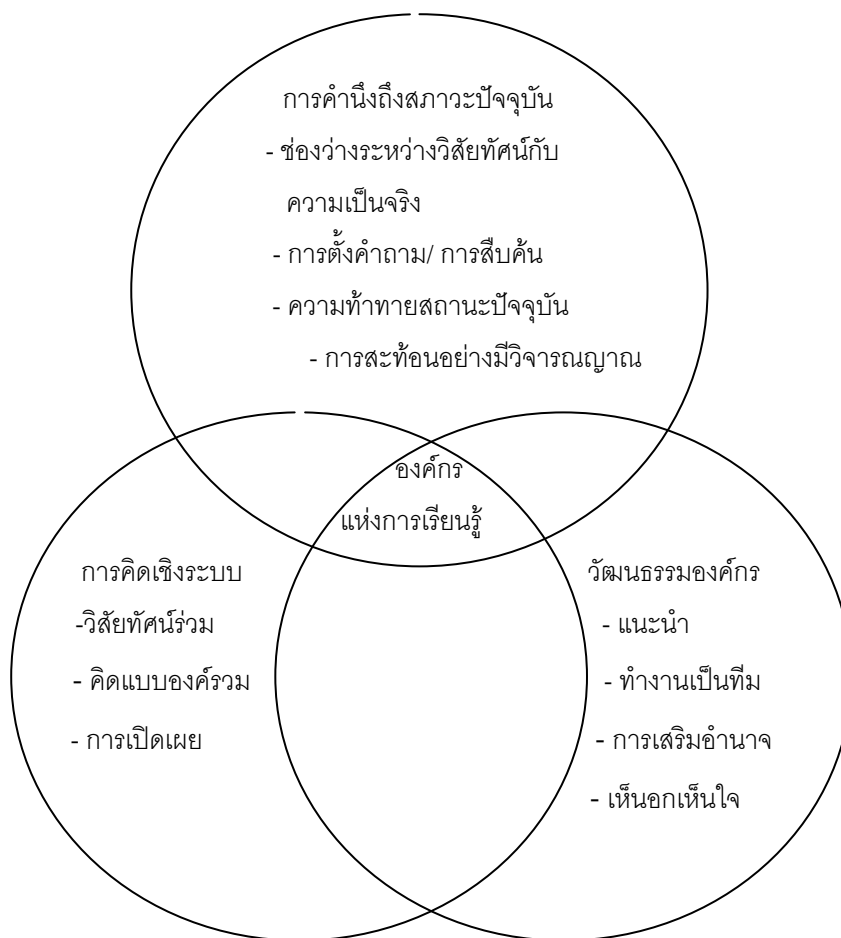 การคำนึงถึงสภาวะปัจจุบัน
- ช่องว่างระหว่างวิสัยทัศน์กับ
ความเป็นจริง
- การตั้งคำถาม/ การสืบค้น
- ความท้าทายสถานะปัจจุบัน
- การสะท้อนอย่างมีวิจารณญาณ
องค์กร
แห่งการเรียนรู้
การคิดเชิงระบบ
-วิสัยทัศน์ร่วม
- คิดแบบองค์รวม
- การเปิดเผย
วัฒนธรรมองค์กร
- แนะนำ
- ทำงานเป็นทีม
- การเสริมอำนาจ
- เห็นอกเห็นใจ